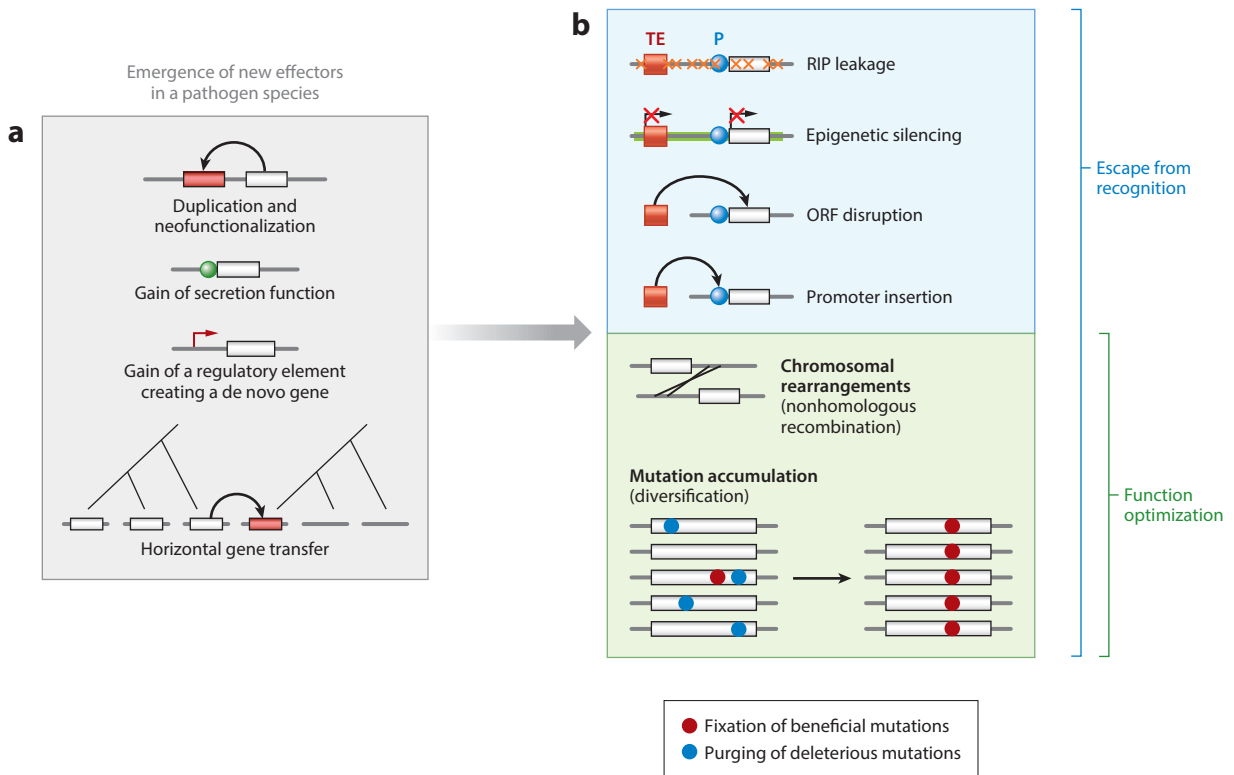 a
Emergence of new effectors
in a pathogen species
Duplication and
neofunctionalization
Gain of secretion function
Gain of a regulatory element
creating a de novo gene
Horizontal gene transfer
b
TE
P
RIP leakage
Epigenetic silencing
ORF disruption
Promoter insertion
Chromosomal
rearrangements
(nonhomologous
recombination)
Mutation accumulation
(diversification)
Escape from
recognition
Function
optimization
Fixation of beneficial mutations
Purging of deleterious mutations